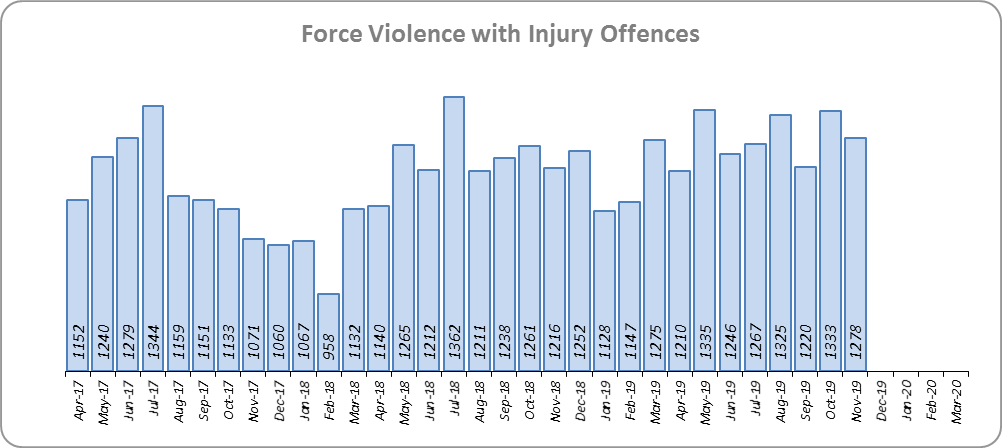 Force Violence with Injury Offences
1152
1240
1279
1344
1159
1151
1133
1071
1060
1067
958
1132
1140
1265
1212
1362
1211
1238
1261
1216
1252
1128
1147
1275
1210
1335
1246
1267
1325
1220
1333
1278
Apr-17
May-17
Jun-17
Jul-17
Aug-17
Sep-17
Oct-17
Nov-17
Dec-17
Jan-18
Feb-18
Mar-18
Apr-18
May-18
Jun-18
Jul-18
Aug-18
Sep-18
Oct-18
Nov-18
Dec-18
Jan-19
Feb-19
Mar-19
Apr-19
May-19
Jun-19
Jul-19
Aug-19
Sep-19
Oct-19
Nov-19
Dec-19
Jan-20
Feb-20
Mar-20